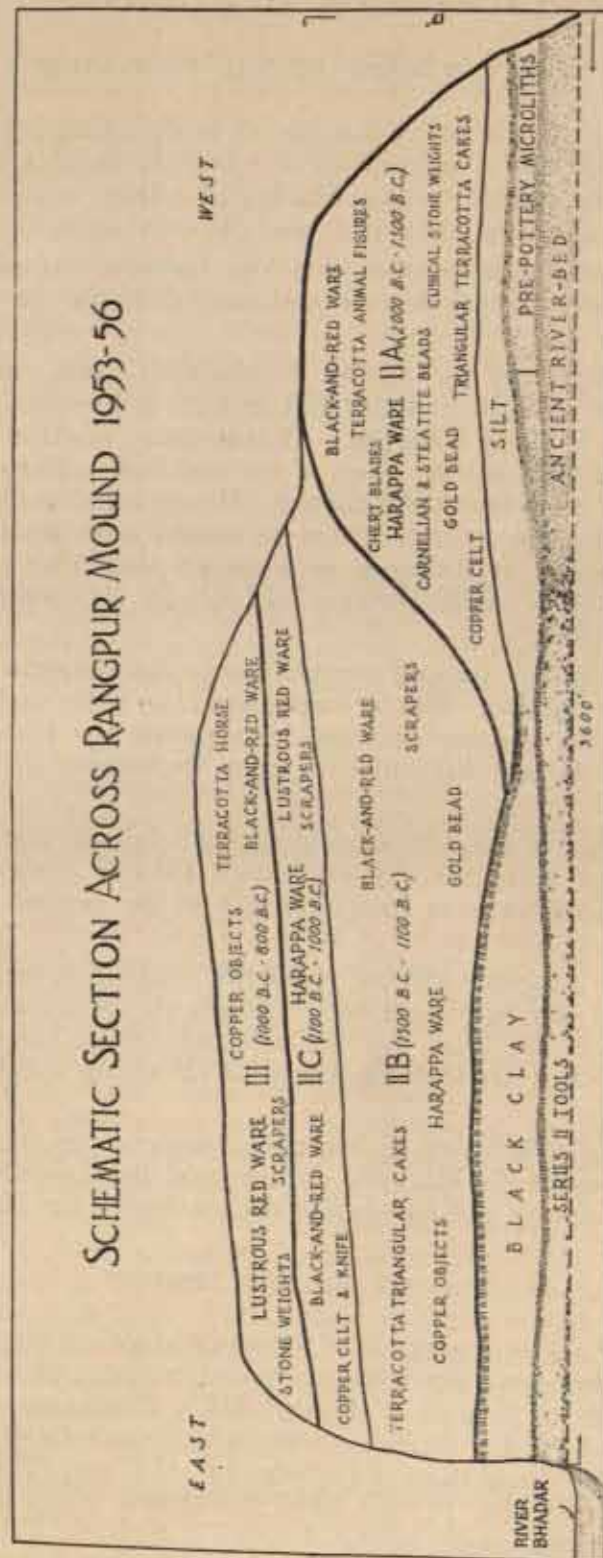 SCHEMATIC SECTION ACROSS RANGPUR MOUND 1953-56
EAST
WEST
LUSTROUS RED WARE
COPPER OBJECTS
TERRACOTTA HORSE
STONE WEIGHTS
SCRAPERS
III (1000 B.C - 800 B.C)
BLACK-AND-RED WARE
BLACK-AND-RED WARE
IIC HARAPPA WARE
(1100 B.C - 1000 B.C)
LUSTROUS RED WARE
SCRAPERS
COPPER CELT & KNIFE
TERRACOTTA TRIANGULAR CAKES
IIB (1500 B.C - 1100 B.C)
BLACK-AND-RED WARE
SCRAPERS
COPPER OBJECTS
HARAPPA WARE
GOLD BEAD
BLACK-AND-RED WARE
TERRACOTTA ANIMAL FIGURES
CHERT BLADES
HARAPPA WARE IIA (2000 B.C - 1500 B.C.)
CARNELIAN & STEATITE BEADS
CUBICAL STONE WEIGHTS
GOLD BEAD
TRIANGULAR TERRACOTTA CAKES
COPPER CELT
BLACK CLAY
SILT
I
PRE-POTTERY MICROLITHS
SERIES II TOOLS
ANCIENT RIVER-BED
RIVER
BHADAR
3600'